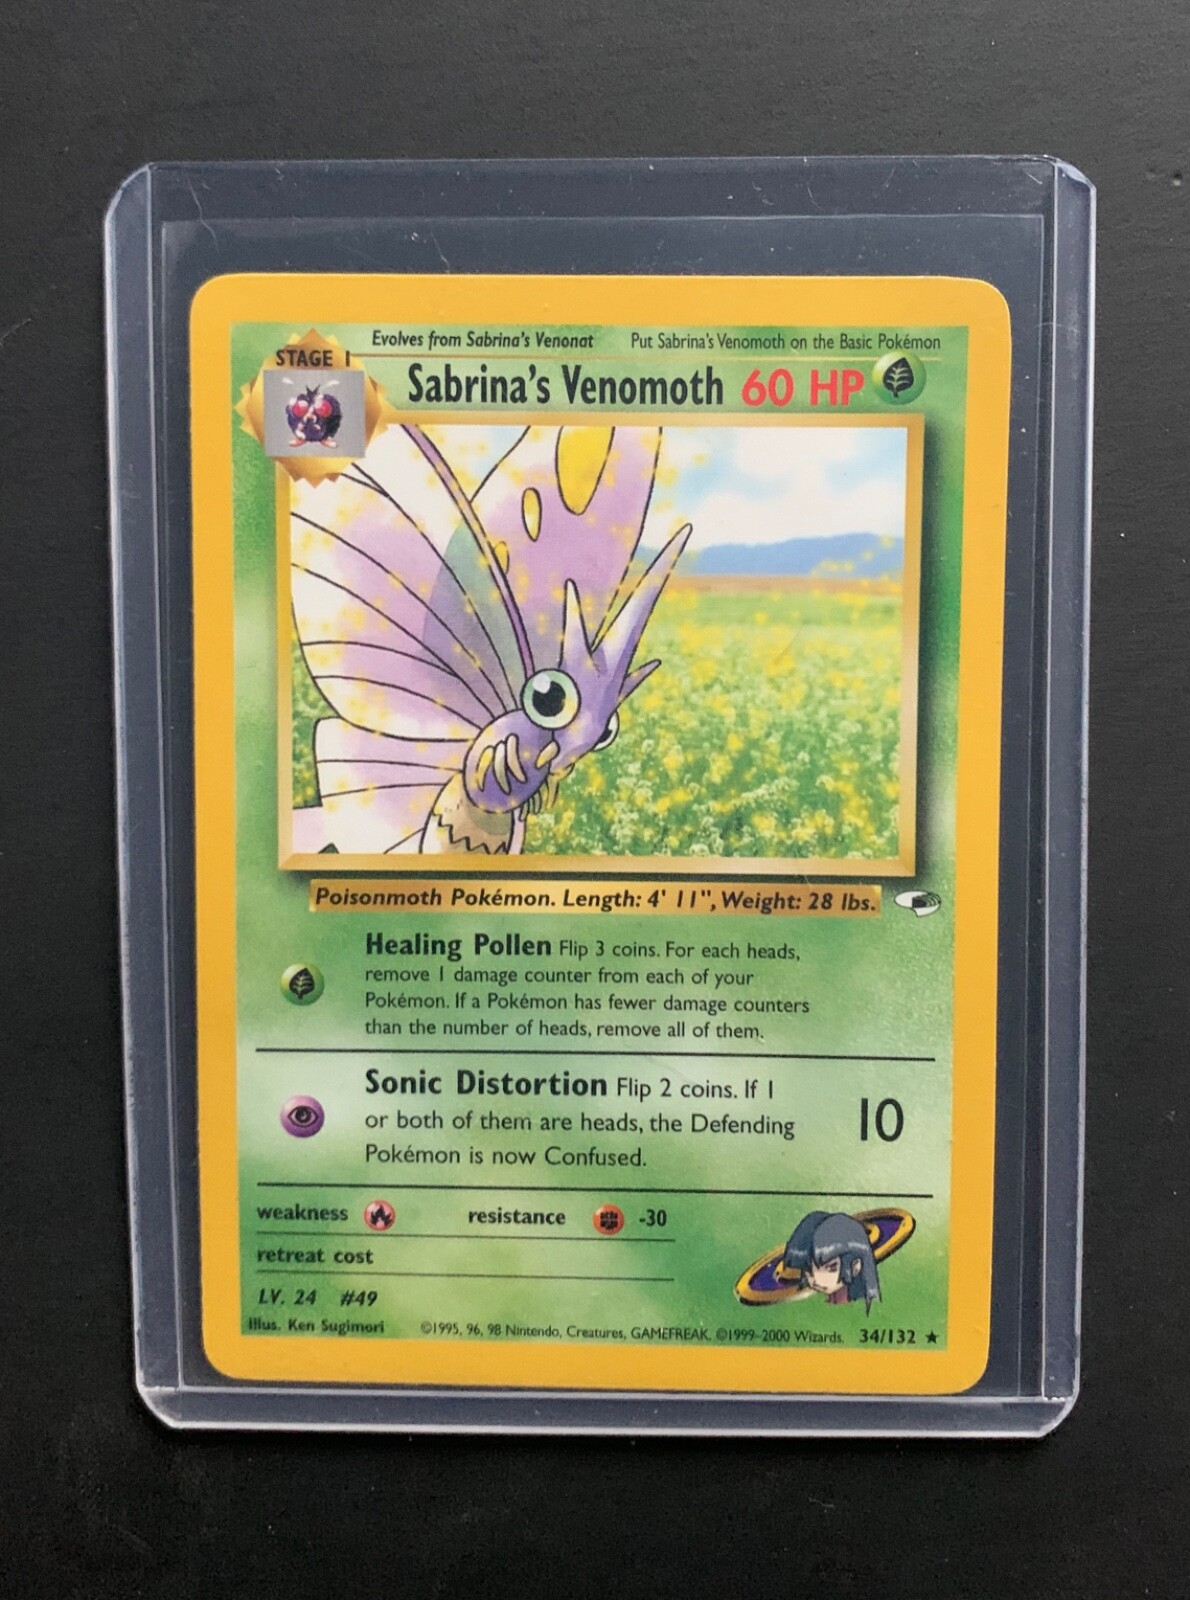 Evolves from Sabrina's Venonat Put Sabrina's Venomoth on the Basic Pokémon
STAGE 1
Sabrina's Venomoth 60 HP
Poisonmoth Pokémon. Length: 4' 11", Weight: 28 lbs.
Healing Pollen Flip 3 coins. For each heads,
remove 1 damage counter from each of your
Pokémon. If a Pokémon has fewer damage counters
than the number of heads, remove all of them.
Sonic Distortion Flip 2 coins. If 1
or both of them are heads, the Defending
Pokémon is now Confused.
10
weakness resistance -30
retreat cost
LV. 24 #49
Illus. Ken Sugimori ©1995, 96, 98 Nintendo, Creatures, GAMEFREAK. ©1999-2000 Wizards. 34/132 ★